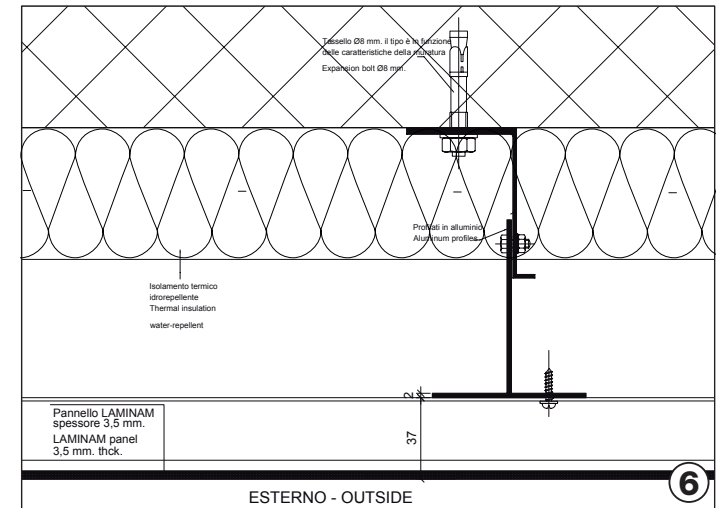 Tassello Ø8 mm. il tipo è in funzione
delle caratteristiche della muratura
Expansion bolt Ø8 mm.
Profilati in alluminio
Aluminum profiles
Isolamento termico
idrorepellente
Thermal insulation
water-repellent
2
37
Pannello LAMINAM
spessore 3,5 mm.
LAMINAM panel
3,5 mm. thck.
ESTERNO - OUTSIDE
6